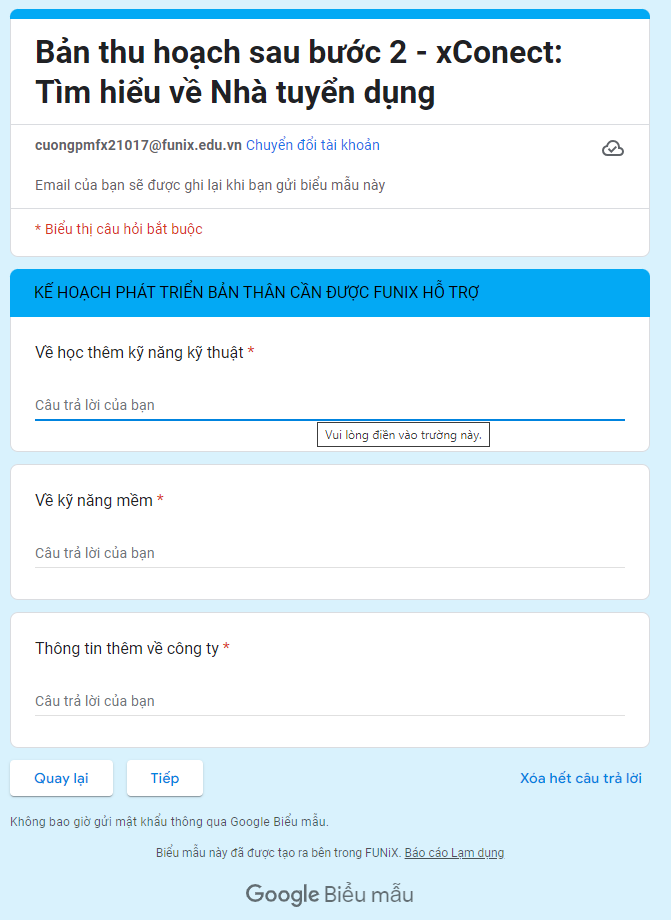 Bản thu hoạch sau bước 2 - xConect:
Tìm hiểu về Nhà tuyển dụng
cuongpmfx21017@funix.edu.vn Chuyển đổi tài khoản
Email của bạn sẽ được ghi lại khi bạn gửi biểu mẫu này
* Biểu thị câu hỏi bắt buộc
KẾ HOẠCH PHÁT TRIỂN BẢN THÂN CẦN ĐƯỢC FUNIX HỖ TRỢ
Về học thêm kỹ năng kỹ thuật *
Câu trả lời của bạn
Vui lòng điền vào trường này.
Về kỹ năng mềm *
Câu trả lời của bạn
Thông tin thêm về công ty *
Câu trả lời của bạn
Quay lại Tiếp Xóa hết câu trả lời
Không bao giờ gửi mật khẩu thông qua Google Biểu mẫu.
Biểu mẫu này đã được tạo ra bên trong FUNiX. Báo cáo Lạm dụng
Google Biểu mẫu